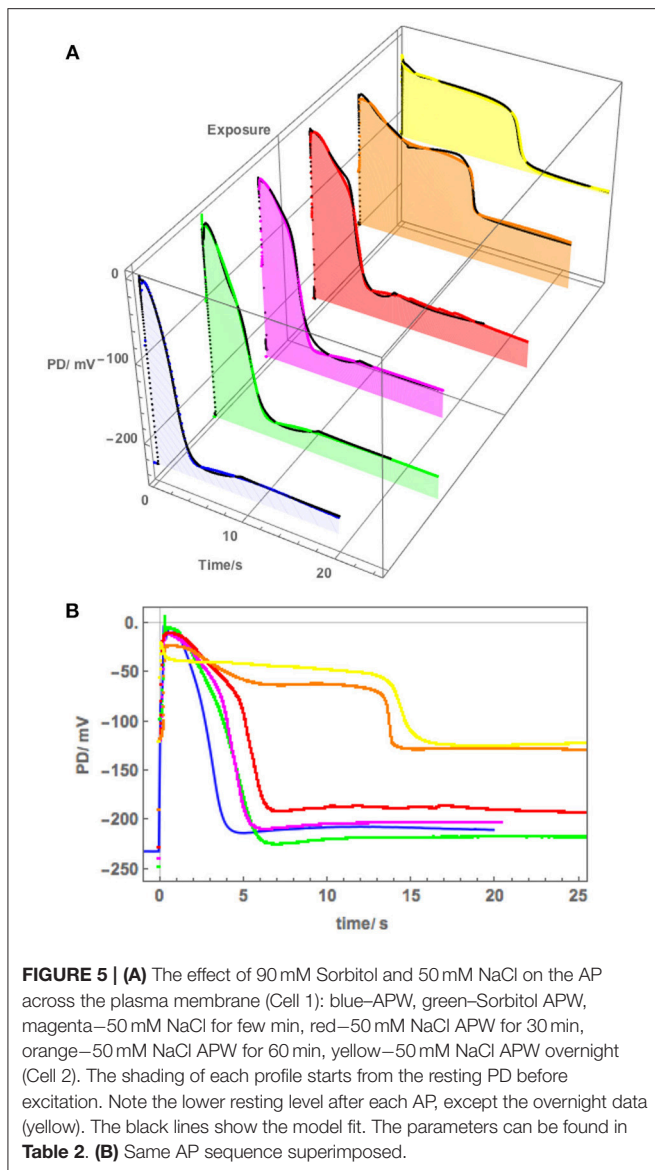 A
Exposure
0
PD/ mV
-100
-200
0
10
20
Time/s
B
0.
-50
-100
-150
-200
-250
PD/ mV
0
5
10
15
20
25
time/ s
FIGURE 5 | (A) The effect of 90 mM Sorbitol and 50 mM NaCl on the AP
across the plasma membrane (Cell 1): blue–APW, green–Sorbitol APW,
magenta—50 mM NaCl for few min, red—50 mM NaCl APW for 30 min,
orange—50 mM NaCl APW for 60 min, yellow—50 mM NaCl APW overnight
(Cell 2). The shading of each profile starts from the resting PD before
excitation. Note the lower resting level after each AP, except the overnight data
(yellow). The black lines show the model fit. The parameters can be found in
Table 2. (B) Same AP sequence superimposed.